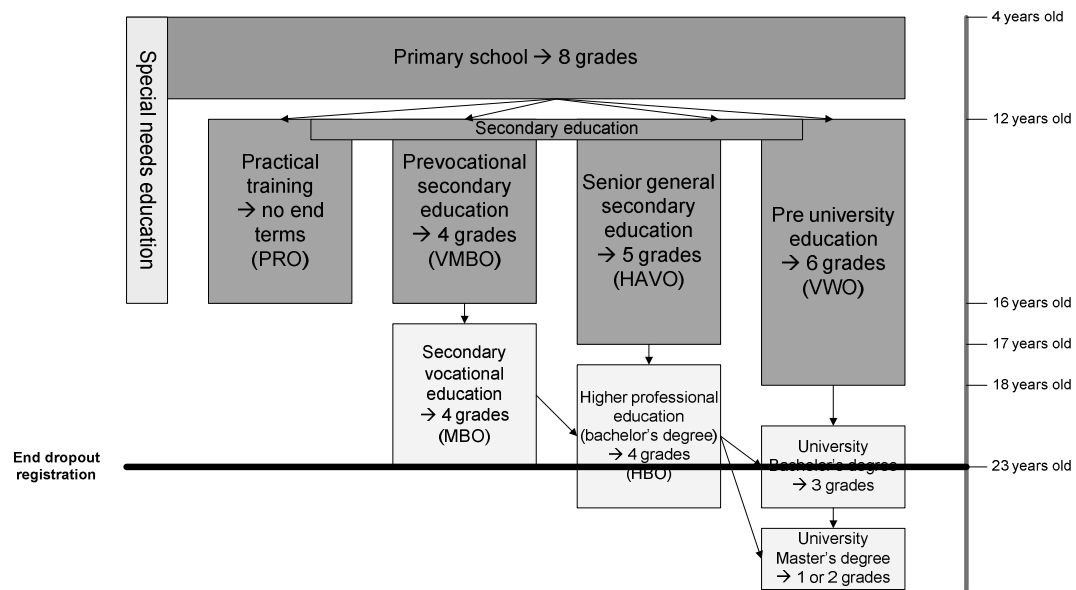 4 years old
Special needs education
Primary school → 8 grades
12 years old
Secondary education
Practical
training
→ no end
terms
(PRO)
Prevocational
secondary
education
→ 4 grades
(VMBO)
Senior general
secondary
education
→ 5 grades
(HAVO)
Pre university
education
→ 6 grades
(VWO)
16 years old
17 years old
18 years old
Secondary
vocational
education
→ 4 grades
(MBO)
Higher professional
education
(bachelor's degree)
→ 4 grades
(HBO)
University
Bachelor's degree
→ 3 grades
End dropout
registration
23 years old
University
Master's degree
→ 1 or 2 grades